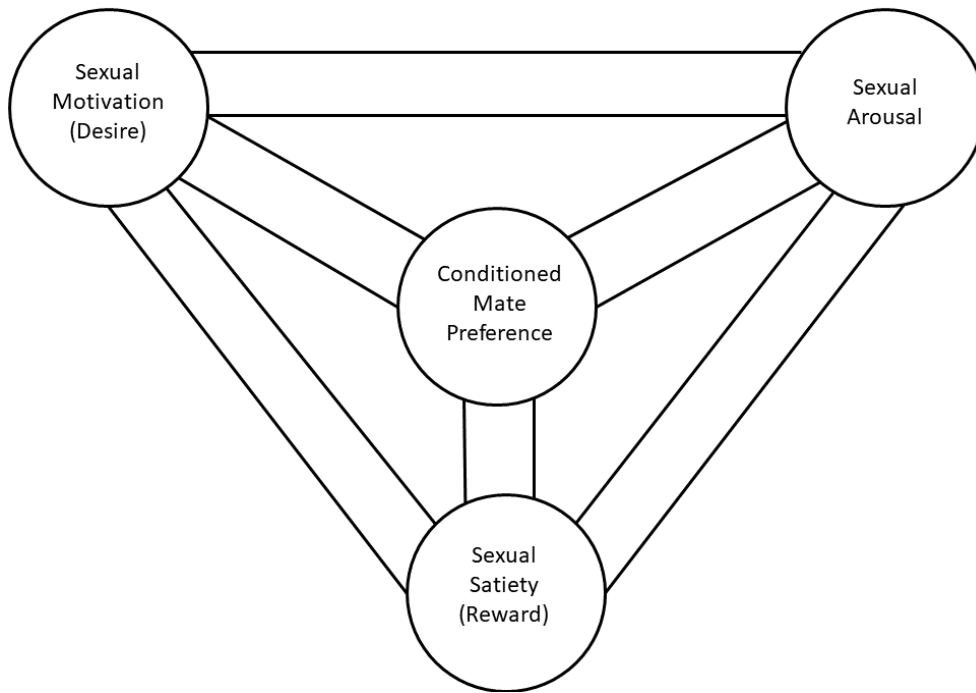 Sexual
Motivation
(Desire)
Sexual
Arousal
Conditioned
Mate
Preference
Sexual
Satiety
(Reward)